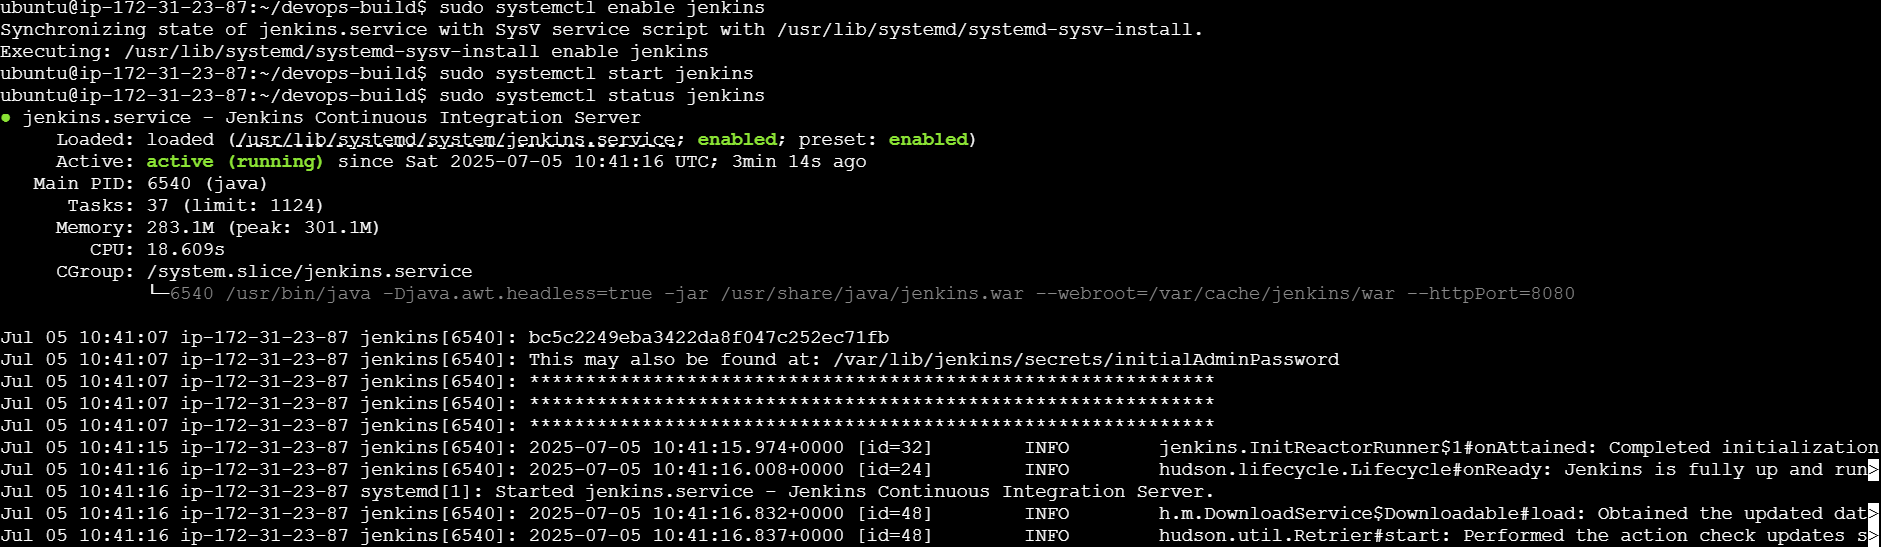 ubuntu@ip-172-31-23-87:~/devops-build$ sudo systemctl enable jenkins
Synchronizing state of jenkins.service with SysV service script with /usr/lib/systemd/systemd-sysv-install.
Executing: /usr/lib/systemd/systemd-sysv-install enable jenkins
ubuntu@ip-172-31-23-87:~/devops-build$ sudo systemctl start jenkins
ubuntu@ip-172-31-23-87:~/devops-build$ sudo systemctl status jenkins
● jenkins.service - Jenkins Continuous Integration Server
     Loaded: loaded (/usr/lib/systemd/system/jenkins.service; enabled; preset: enabled)
     Active: active (running) since Sat 2025-07-05 10:41:16 UTC; 3min 14s ago
   Main PID: 6540 (java)
      Tasks: 37 (limit: 1124)
     Memory: 283.1M (peak: 301.1M)
        CPU: 18.609s
     CGroup: /system.slice/jenkins.service
             └─6540 /usr/bin/java -Djava.awt.headless=true -jar /usr/share/java/jenkins.war --webroot=/var/cache/jenkins/war --httpPort=8080
Jul 05 10:41:07 ip-172-31-23-87 jenkins[6540]: bc5c2249eba3422da8f047c252ec71fb
Jul 05 10:41:07 ip-172-31-23-87 jenkins[6540]: This may also be found at: /var/lib/jenkins/secrets/initialAdminPassword
Jul 05 10:41:07 ip-172-31-23-87 jenkins[6540]: *************************************************************
Jul 05 10:41:07 ip-172-31-23-87 jenkins[6540]: *************************************************************
Jul 05 10:41:07 ip-172-31-23-87 jenkins[6540]: *************************************************************
Jul 05 10:41:15 ip-172-31-23-87 jenkins[6540]: 2025-07-05 10:41:15.974+0000 [id=32]        INFO        jenkins.InitReactorRunner$1#onAttained: Completed initialization
Jul 05 10:41:16 ip-172-31-23-87 jenkins[6540]: 2025-07-05 10:41:16.008+0000 [id=24]        INFO        hudson.lifecycle.Lifecycle#onReady: Jenkins is fully up and run>
Jul 05 10:41:16 ip-172-31-23-87 systemd[1]: Started jenkins.service - Jenkins Continuous Integration Server.
Jul 05 10:41:16 ip-172-31-23-87 jenkins[6540]: 2025-07-05 10:41:16.832+0000 [id=48]        INFO        h.m.DownloadService$Downloadable#load: Obtained the updated dat>
Jul 05 10:41:16 ip-172-31-23-87 jenkins[6540]: 2025-07-05 10:41:16.837+0000 [id=48]        INFO        hudson.util.Retrier#start: Performed the action check updates s>